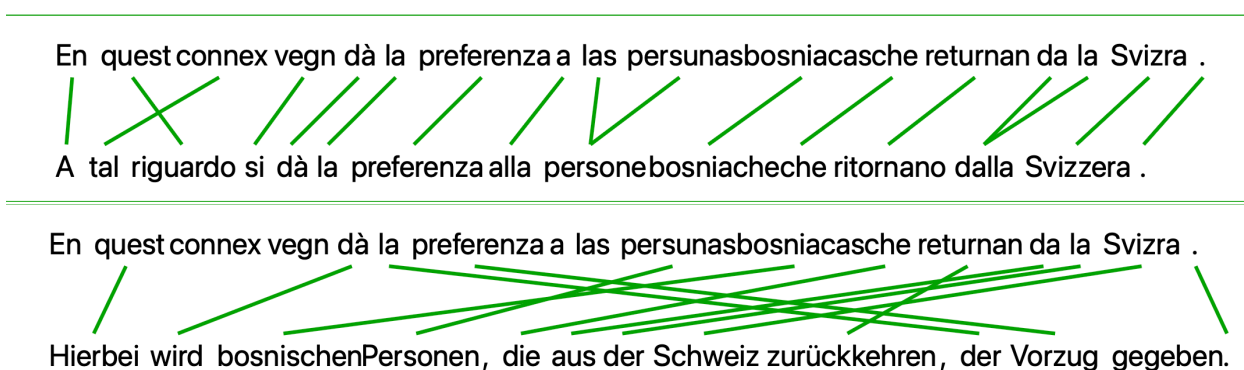 En quest connex vegn dà la preferenza a las persunas bosniacas che returnan da la Svizra .
A tal riguardo si dà la preferenza alla persone bosniache che ritornano dalla Svizzera .
En quest connex vegn dà la preferenza a las persunas bosniacas che returnan da la Svizra .
Hierbei wird bosnischen Personen , die aus der Schweiz zurückkehren , der Vorzug gegeben .